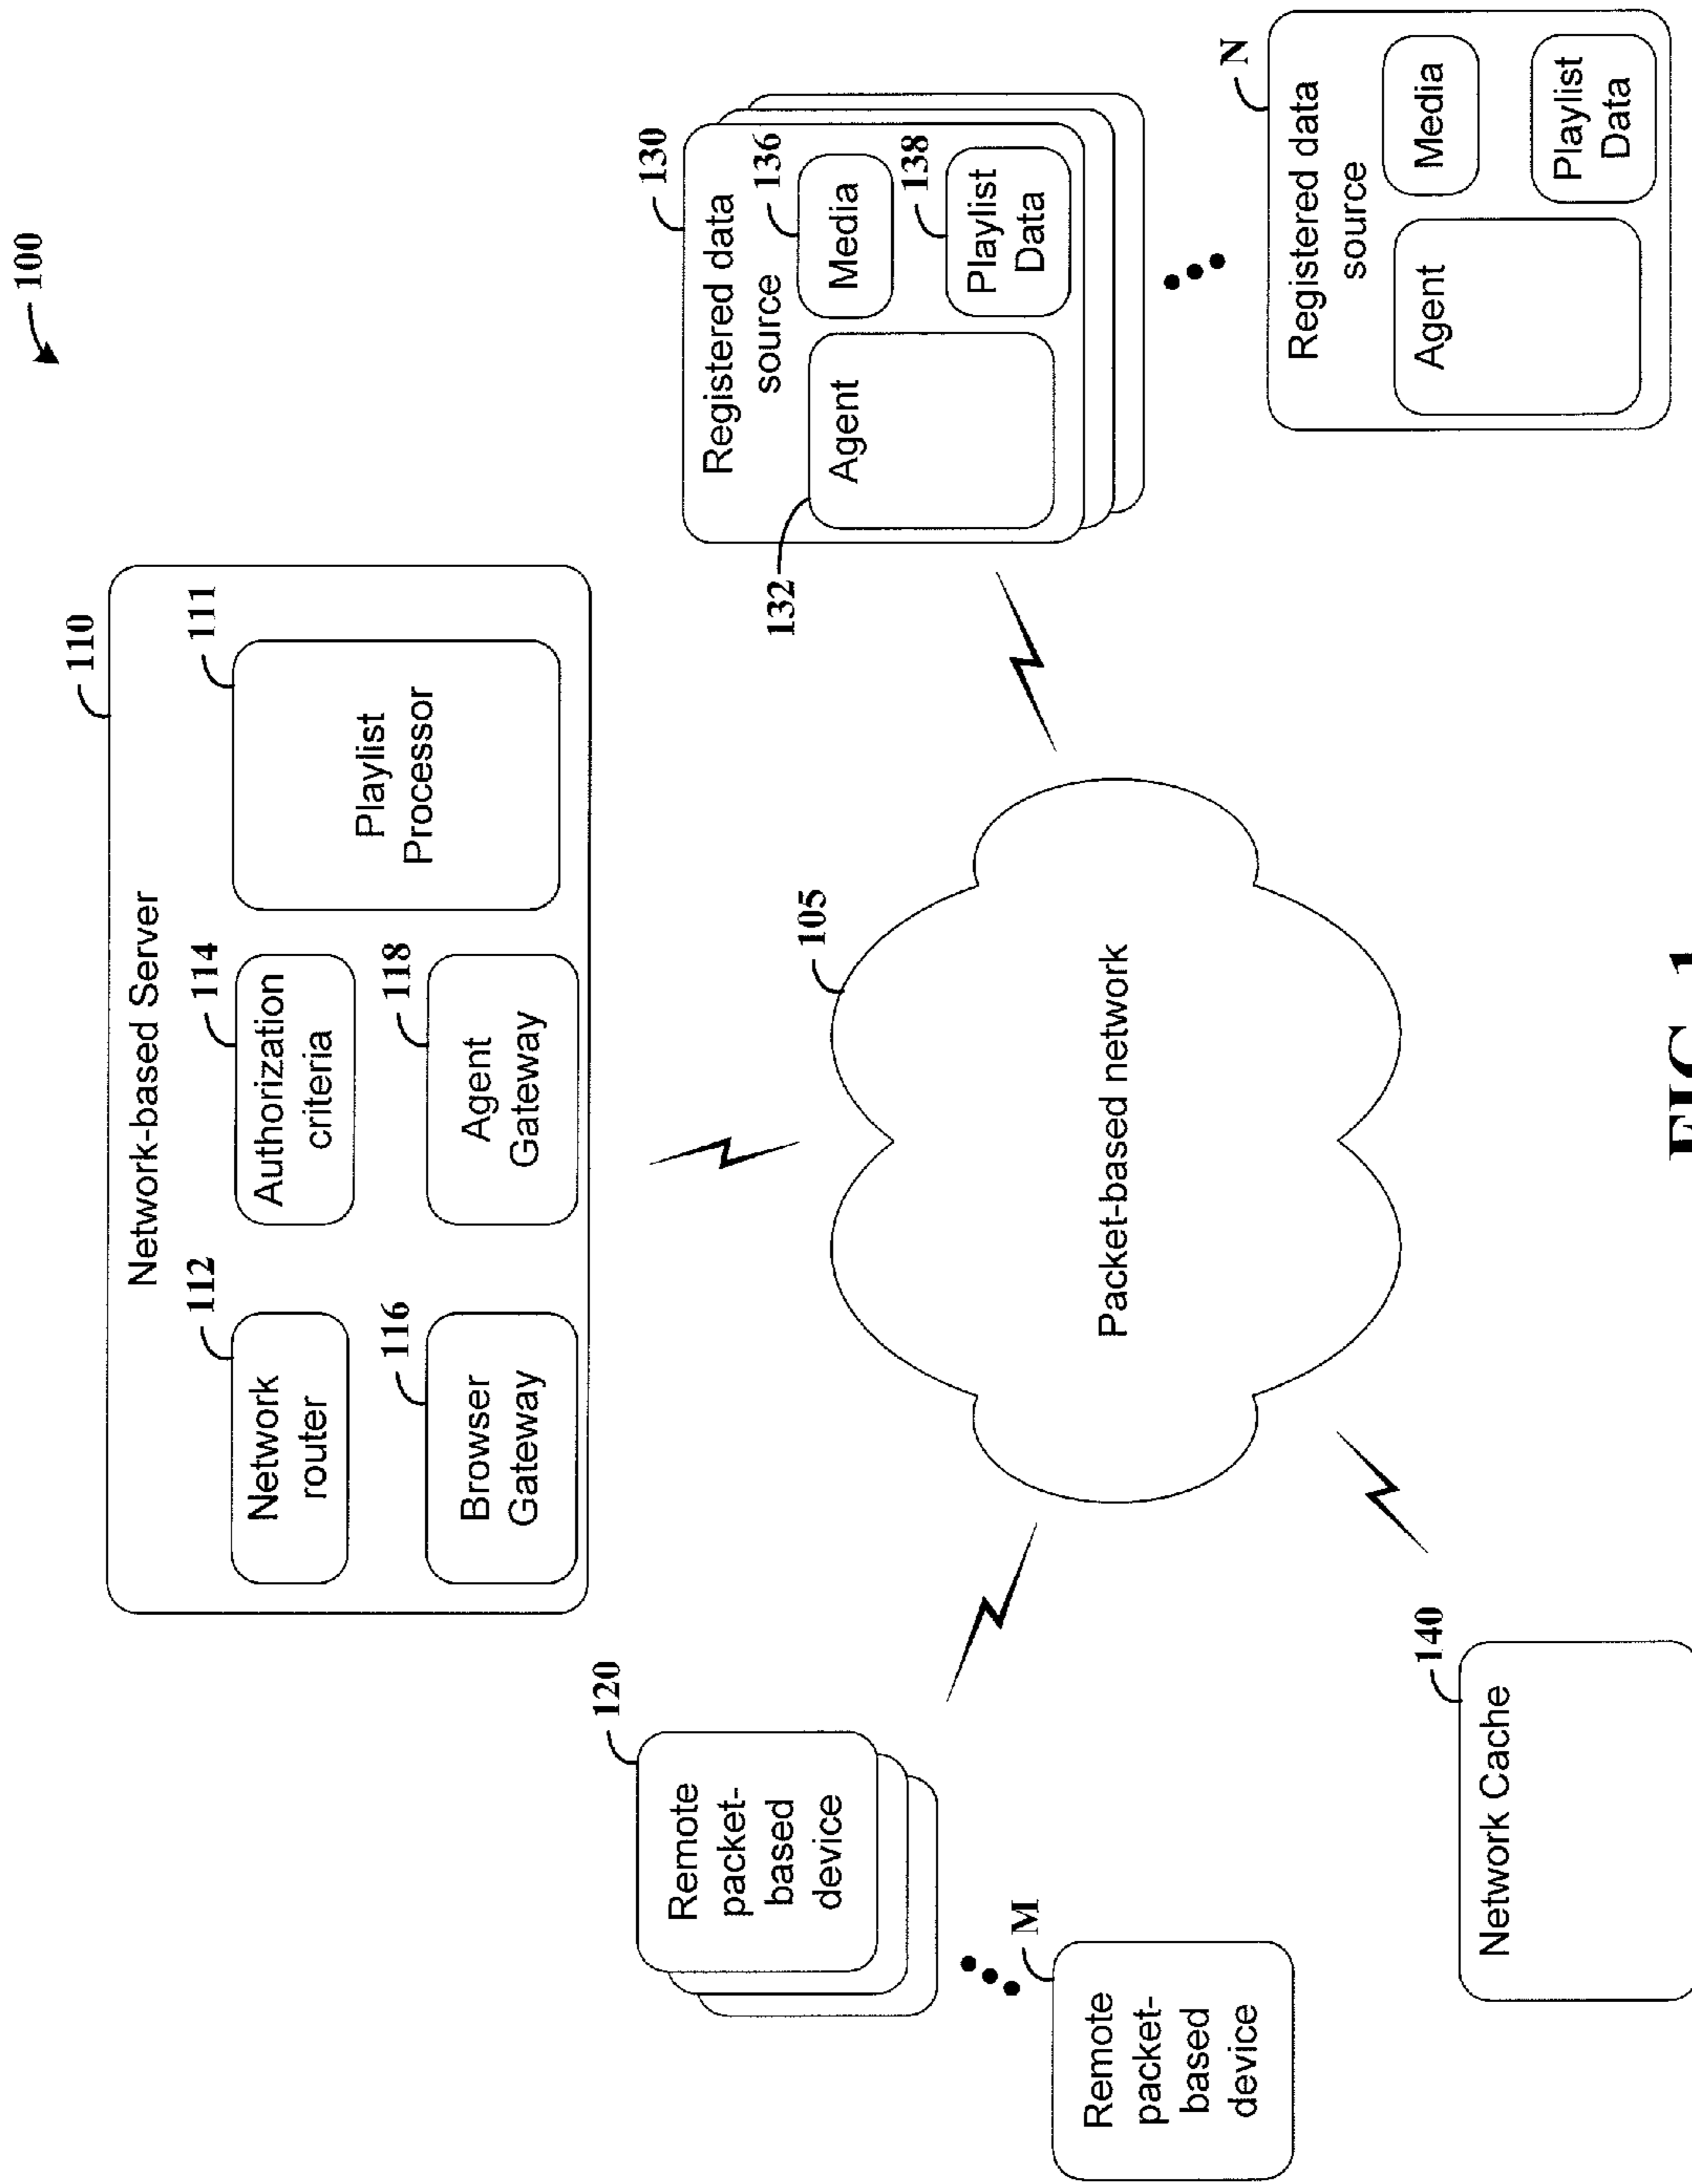 100
110
Network-based Server
112
Network
router
114
Authorization
criteria
111
Playlist
Processor
116
Browser
Gateway
118
Agent
Gateway
120
Remote
packet-
based
device
M
Remote
packet-
based
device
105
Packet-based network
130
Registered data
source
132
Agent
136
Media
138
Playlist
Data
N
Registered data
source
Agent
Media
Playlist
Data
140
Network Cache
FIG. 1